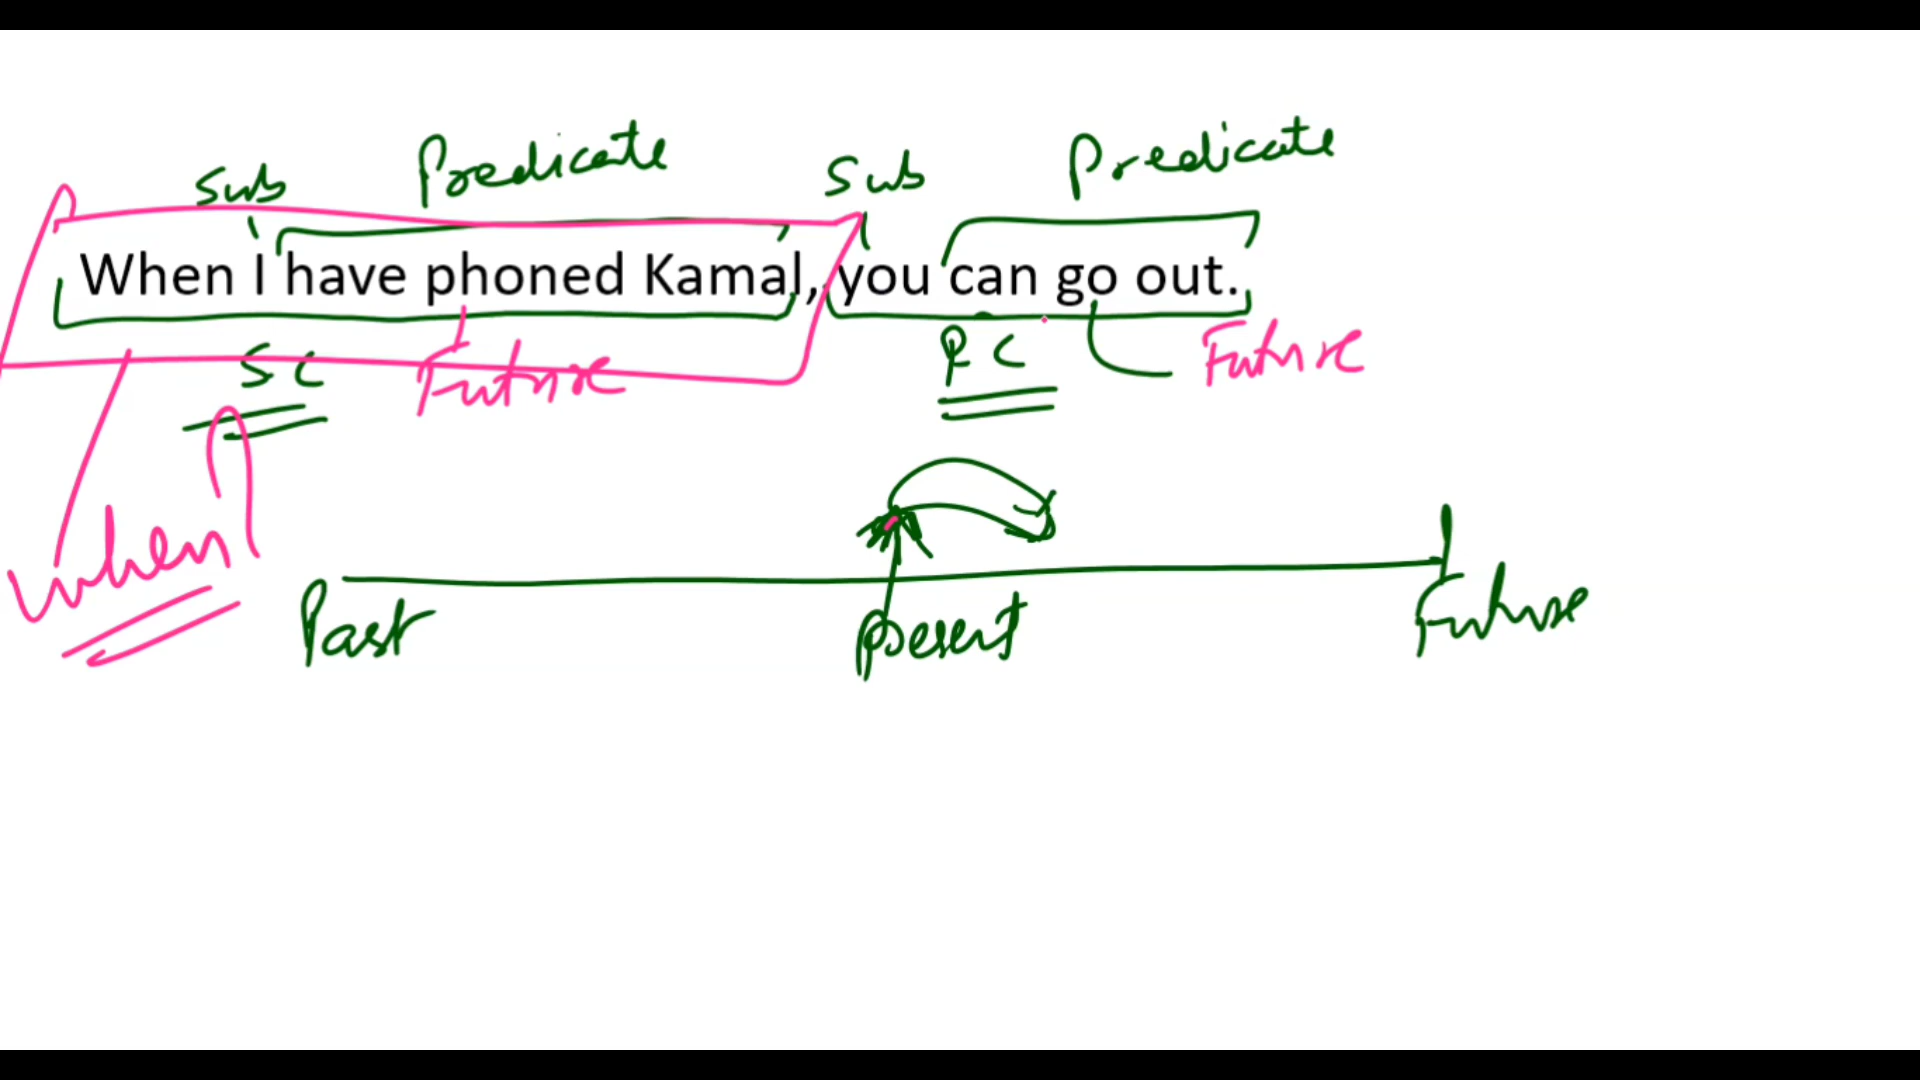 Sub Predicate Sub Predicate
When I have phoned Kamal, you can go out.
SC Future PC Future
When
Past Present Future